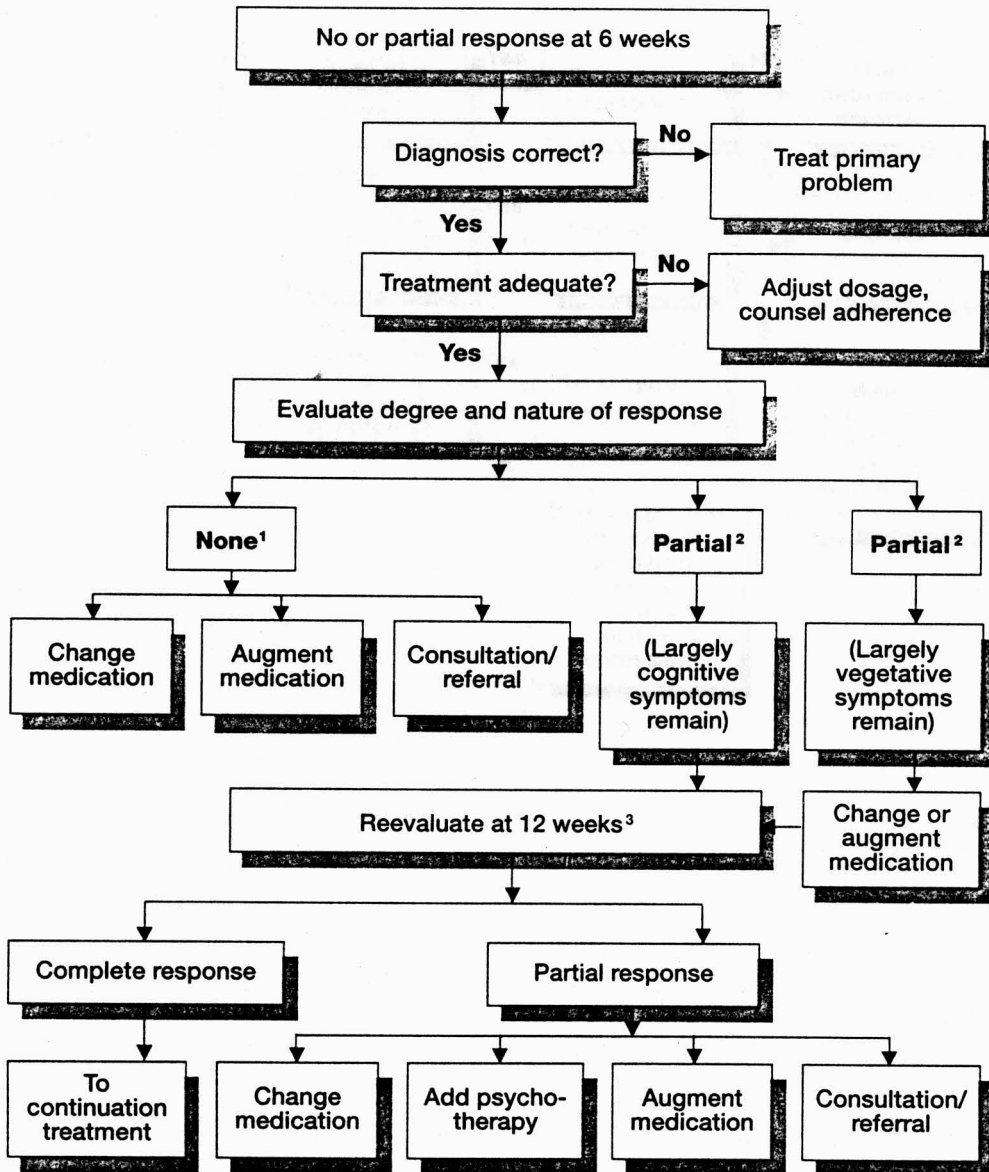 No or partial response at 6 weeks
Diagnosis correct?
No
Treat primary
problem
Yes
Treatment adequate?
No
Adjust dosage,
counsel adherence
Yes
Evaluate degree and nature of response
None¹
Partial²
Partial²
Change
medication
Augment
medication
Consultation/
referral
(Largely
cognitive
symptoms
remain)
(Largely
vegetative
symptoms
remain)
Reevaluate at 12 weeks³
Change or
augment
medication
Complete response
Partial response
To
continuation
treatment
Change
medication
Add psycho-
therapy
Augment
medication
Consultation/
referral